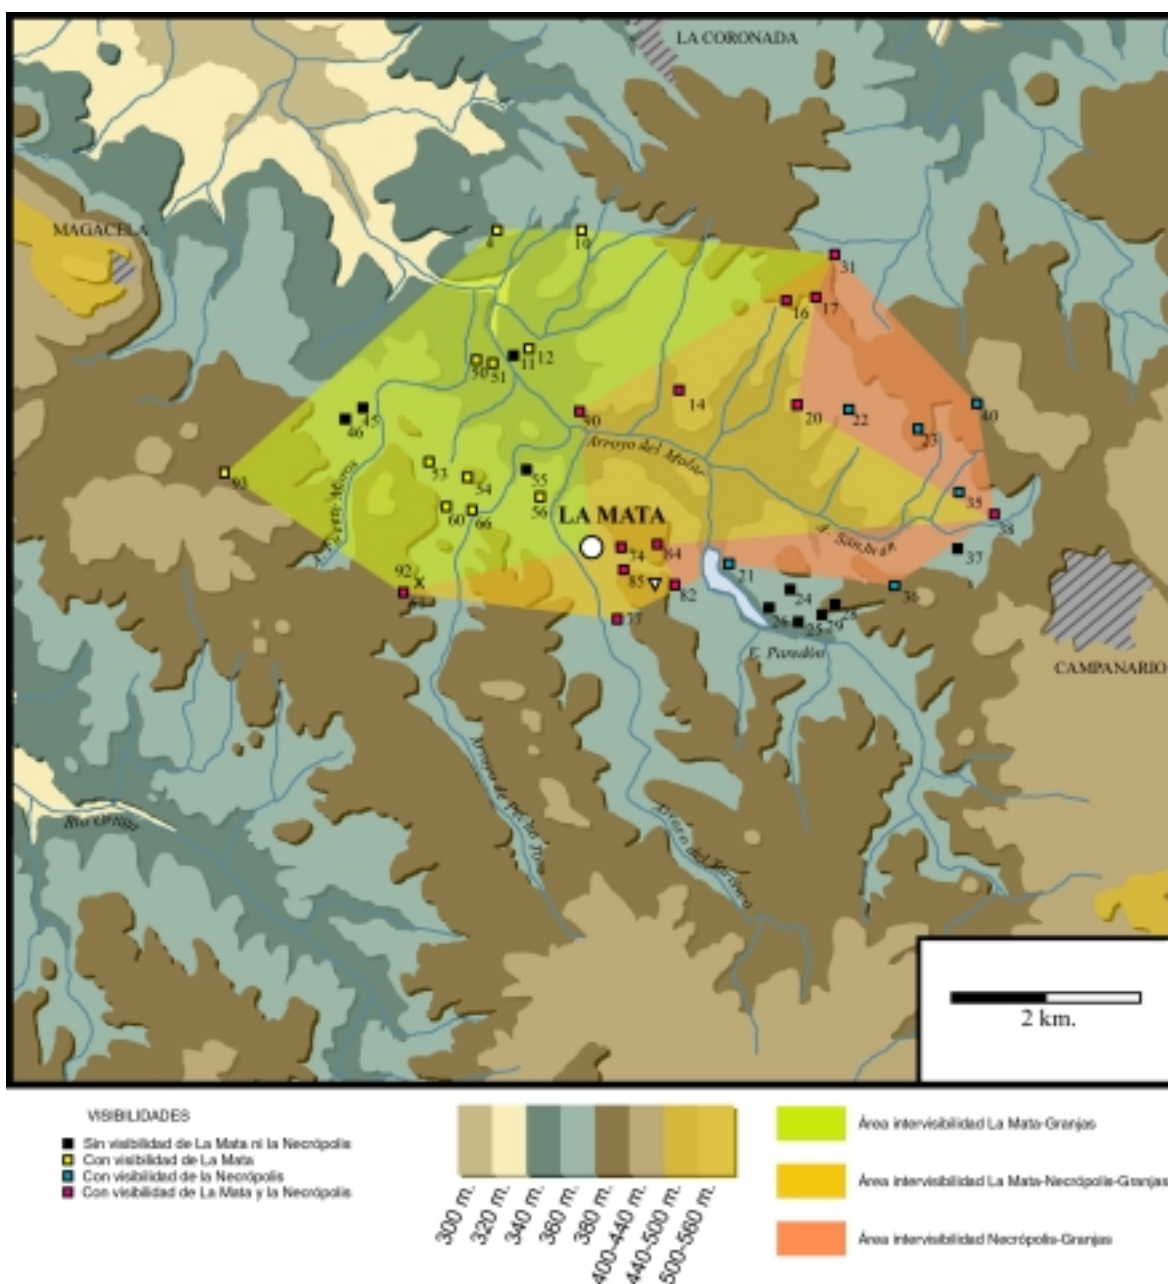 LA CORONADA
MAGACELA
4
10
31
16
17
12
11
50
51
14
90
20
22
40
23
45
46
Arroyo del Molar
53
93
54
55
35
56
60
66
38
LA MATA
74
84
37
92 X
85
21
82
36
24
28
26
25
29
77
E. Paredón
CAMPANARIO
2 km.
VISIBILIDADES
Sin visibilidad de La Mata ni la Necrópolis
Con visibilidad de La Mata
Con visibilidad de la Necrópolis
Con visibilidad de La Mata y la Necrópolis
300 m.
320 m.
340 m.
360 m.
380 m.
400-440 m.
440-500 m.
500-560 m.
Área intervisibilidad La Mata-Granjas
Área intervisibilidad La Mata-Necrópolis-Granjas
Área intervisibilidad Necrópolis-Granjas